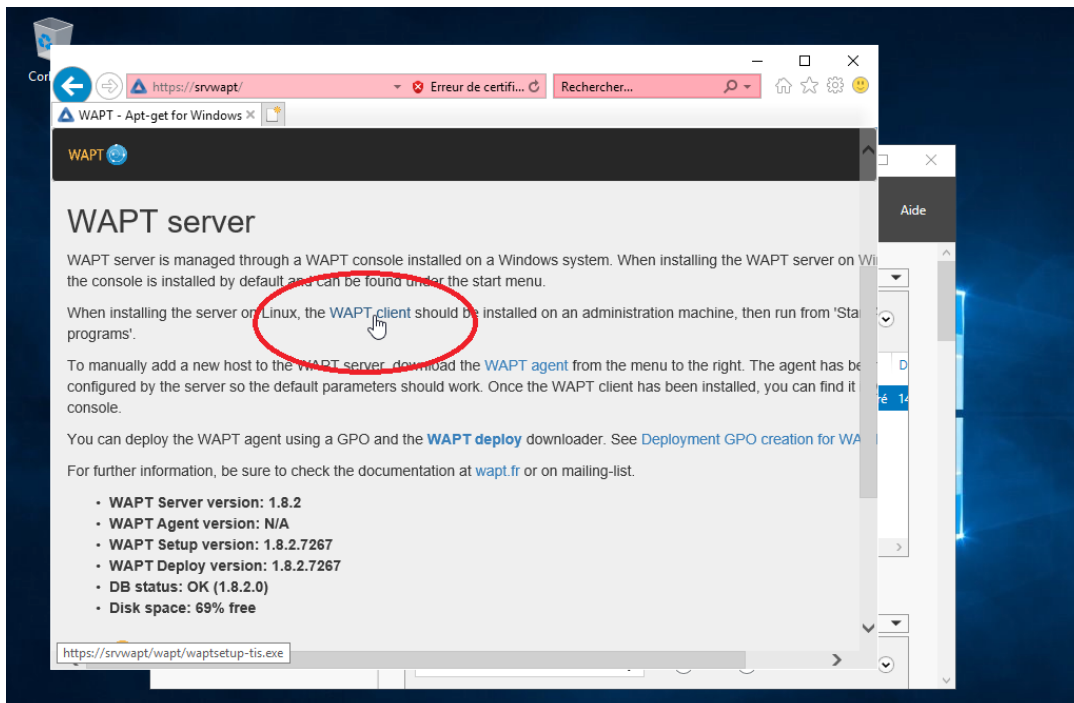 Cor
https://srvwapt/
Erreur de certifi...
Rechercher...
WAPT - Apt-get for Windows
WAPT
Aide
WAPT server
WAPT server is managed through a WAPT console installed on a Windows system. When installing the WAPT server on Wi
the console is installed by default and can be found under the start menu.
When installing the server on Linux, the WAPT client should be installed on an administration machine, then run from 'Sta
programs'.
To manually add a new host to the WAPT server, download the WAPT agent from the menu to the right. The agent has be
D
configured by the server so the default parameters should work. Once the WAPT client has been installed, you can find it
ré 14
console.
You can deploy the WAPT agent using a GPO and the WAPT deploy downloader. See Deployment GPO creation for WA
For further information, be sure to check the documentation at wapt.fr or on mailing-list.
• WAPT Server version: 1.8.2
• WAPT Agent version: N/A
• WAPT Setup version: 1.8.2.7267
• WAPT Deploy version: 1.8.2.7267
• DB status: OK (1.8.2.0)
• Disk space: 69% free
https://srvwapt/wapt/waptsetup-tis.exe